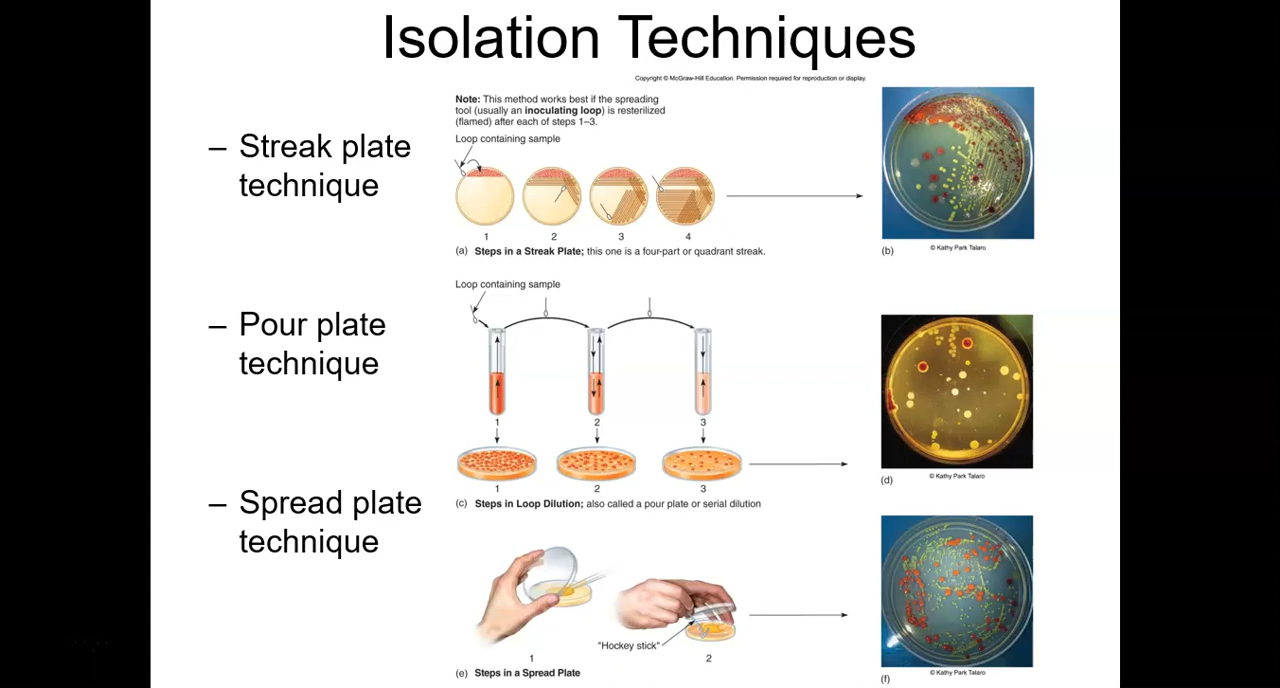 Isolation Techniques
Copyright © McGraw-Hill Education. Permission required for reproduction or display.
– Streak plate
technique
Note: This method works best if the spreading
tool (usually an inoculating loop) is resterilized
(flamed) after each of steps 1–3.
Loop containing sample
1
2
3
4
(a) Steps in a Streak Plate; this one is a four-part or quadrant streak.
(b)
© Kathy Park Talaro
– Pour plate
technique
Loop containing sample
1
2
3
1
2
3
(c) Steps in Loop Dilution; also called a pour plate or serial dilution
(d)
© Kathy Park Talaro
– Spread plate
technique
"Hockey stick"
1
2
(e) Steps in a Spread Plate
(f)
© Kathy Park Talaro